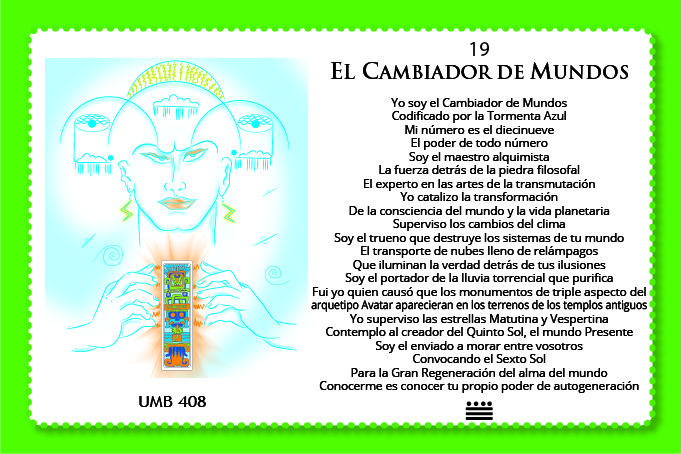 19
EL CAMBIADOR DE MUNDOS
Yo soy el Cambiador de Mundos
Codificado por la Tormenta Azul
Mi número es el diecinueve
El poder de todo número
Soy el maestro alquimista
La fuerza detrás de la piedra filosofal
El experto en las artes de la transmutación
Yo catalizo la transformación
De la consciencia del mundo y la vida planetaria
Superviso los cambios del clima
Soy el trueno que destruye los sistemas de tu mundo
El transporte de nubes lleno de relámpagos
Que iluminan la verdad detrás de tus ilusiones
Soy el portador de la lluvia torrencial que purifica
Fui yo quien causó que los monumentos de triple aspecto del
arquetipo Avatar aparecieran en los terrenos de los templos antiguos
Yo superviso las estrellas Matutina y Vespertina
Contemplo al creador del Quinto Sol, el mundo Presente
Soy el enviado a morar entre vosotros
Convocando el Sexto Sol
Para la Gran Regeneración del alma del mundo
Conocerme es conocer tu propio poder de autogeneración
UMB 408